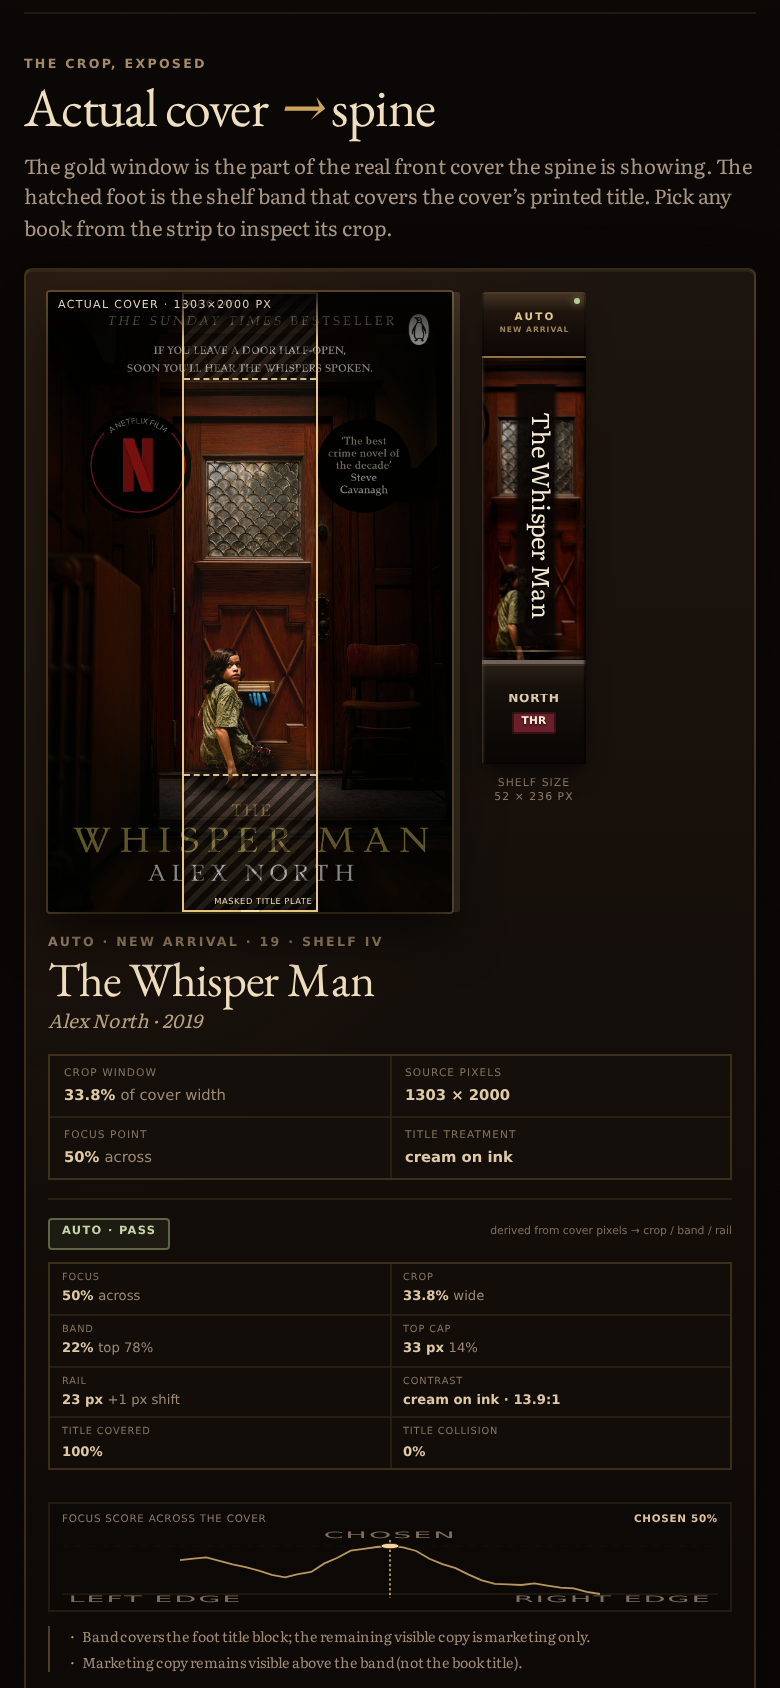 THE CROP, EXPOSED
Actual cover → spine
The gold window is the part of the real front cover the spine is showing. The
hatched foot is the shelf band that covers the cover’s printed title. Pick any
book from the strip to inspect its crop.
ACTUAL COVER · 1303×2000 PX
THE SUNDAY TIMES BESTSELLER
IF YOU LEAVE A DOOR HALF-OPEN,
SOON YOU'LL HEAR THE WHISPERS SPOKEN.
A NETFLIX FILM
N
‘The best
crime novel of
the decade’
Steve
Cavanagh
THE
WHISPER MAN
ALEX NORTH
MASKED TITLE PLATE
AUTO
NEW ARRIVAL
The Whisper Man
NORTH
THR
SHELF SIZE
52 × 236 PX
AUTO · NEW ARRIVAL · 19 · SHELF IV
The Whisper Man
Alex North · 2019
CROP WINDOW
33.8% of cover width
SOURCE PIXELS
1303 × 2000
FOCUS POINT
50% across
TITLE TREATMENT
cream on ink
AUTO · PASS
derived from cover pixels → crop / band / rail
FOCUS
50% across
CROP
33.8% wide
BAND
22% top 78%
TOP CAP
33 px 14%
RAIL
23 px +1 px shift
CONTRAST
cream on ink · 13.9:1
TITLE COVERED
100%
TITLE COLLISION
0%
FOCUS SCORE ACROSS THE COVER
CHOSEN 50%
CHOSEN
LEFT EDGE
RIGHT EDGE
· Band covers the foot title block; the remaining visible copy is marketing only.
· Marketing copy remains visible above the band (not the book title).